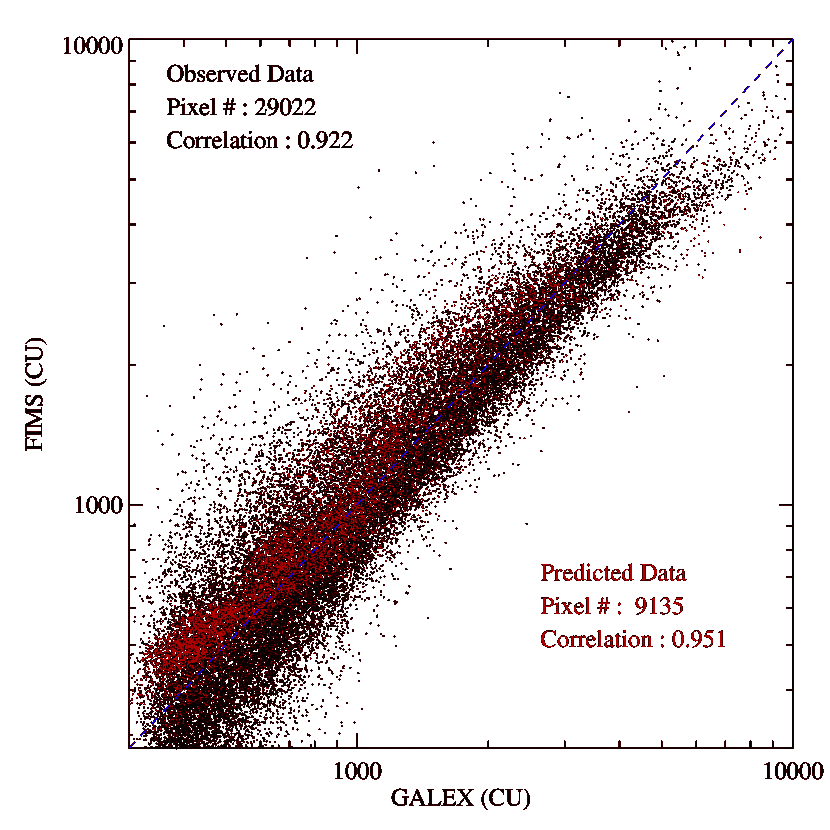 10000
Observed Data
Pixel # : 29022
Correlation : 0.922
FIMS (CU)
1000
Predicted Data
Pixel # : 9135
Correlation : 0.951
1000
10000
GALEX (CU)